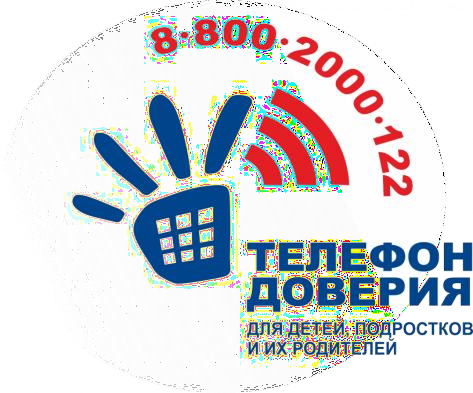 8·800·2000·122
ТЕЛЕФОН
ДОВЕРИЯ
ДЛЯ ДЕТЕЙ, ПОДРОСТКОВ
И ИХ РОДИТЕЛЕЙ